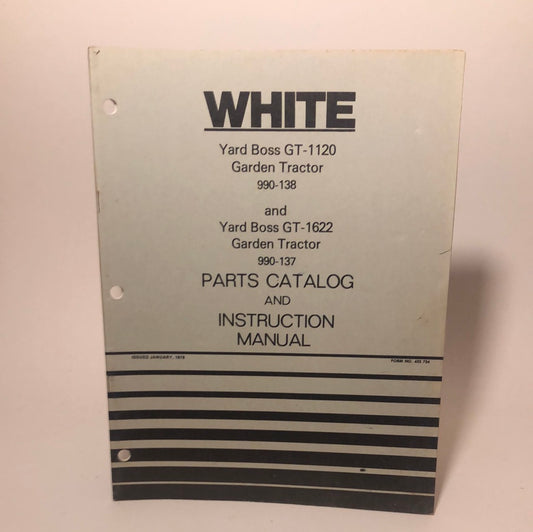 WHITE
Yard Boss GT-1120
Garden Tractor
990-138
and
Yard Boss GT-1622
Garden Tractor
990-137
PARTS CATALOG
AND
INSTRUCTION
MANUAL
ISSUED JANUARY,
FORM NO.